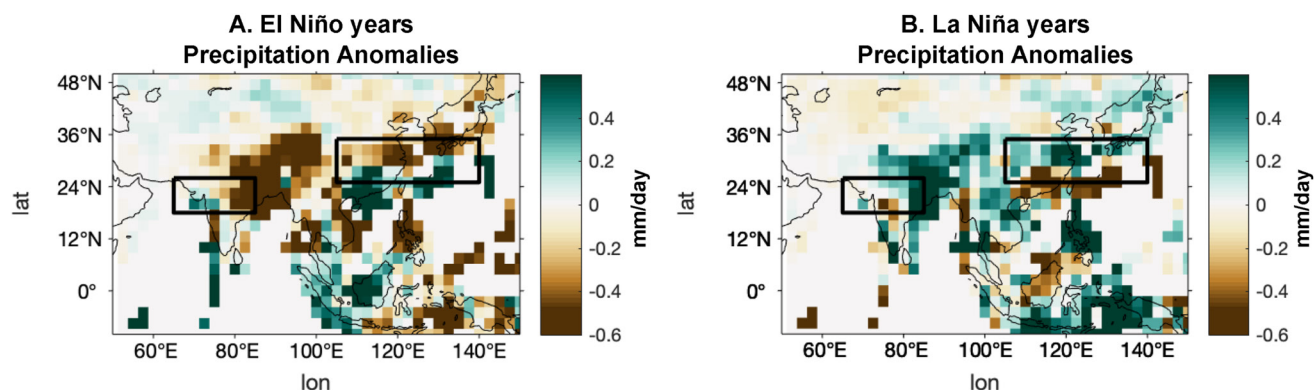 A. El Niño years
Precipitation Anomalies
48°N
36°N
24°N
12°N
0°
lat
60°E
80°E
100°E
120°E
140°E
lon
0.4
0.2
0
-0.2
-0.4
-0.6
mm/day
B. La Niña years
Precipitation Anomalies
48°N
36°N
24°N
12°N
0°
lat
60°E
80°E
100°E
120°E
140°E
lon
0.4
0.2
0
-0.2
-0.4
-0.6
mm/day